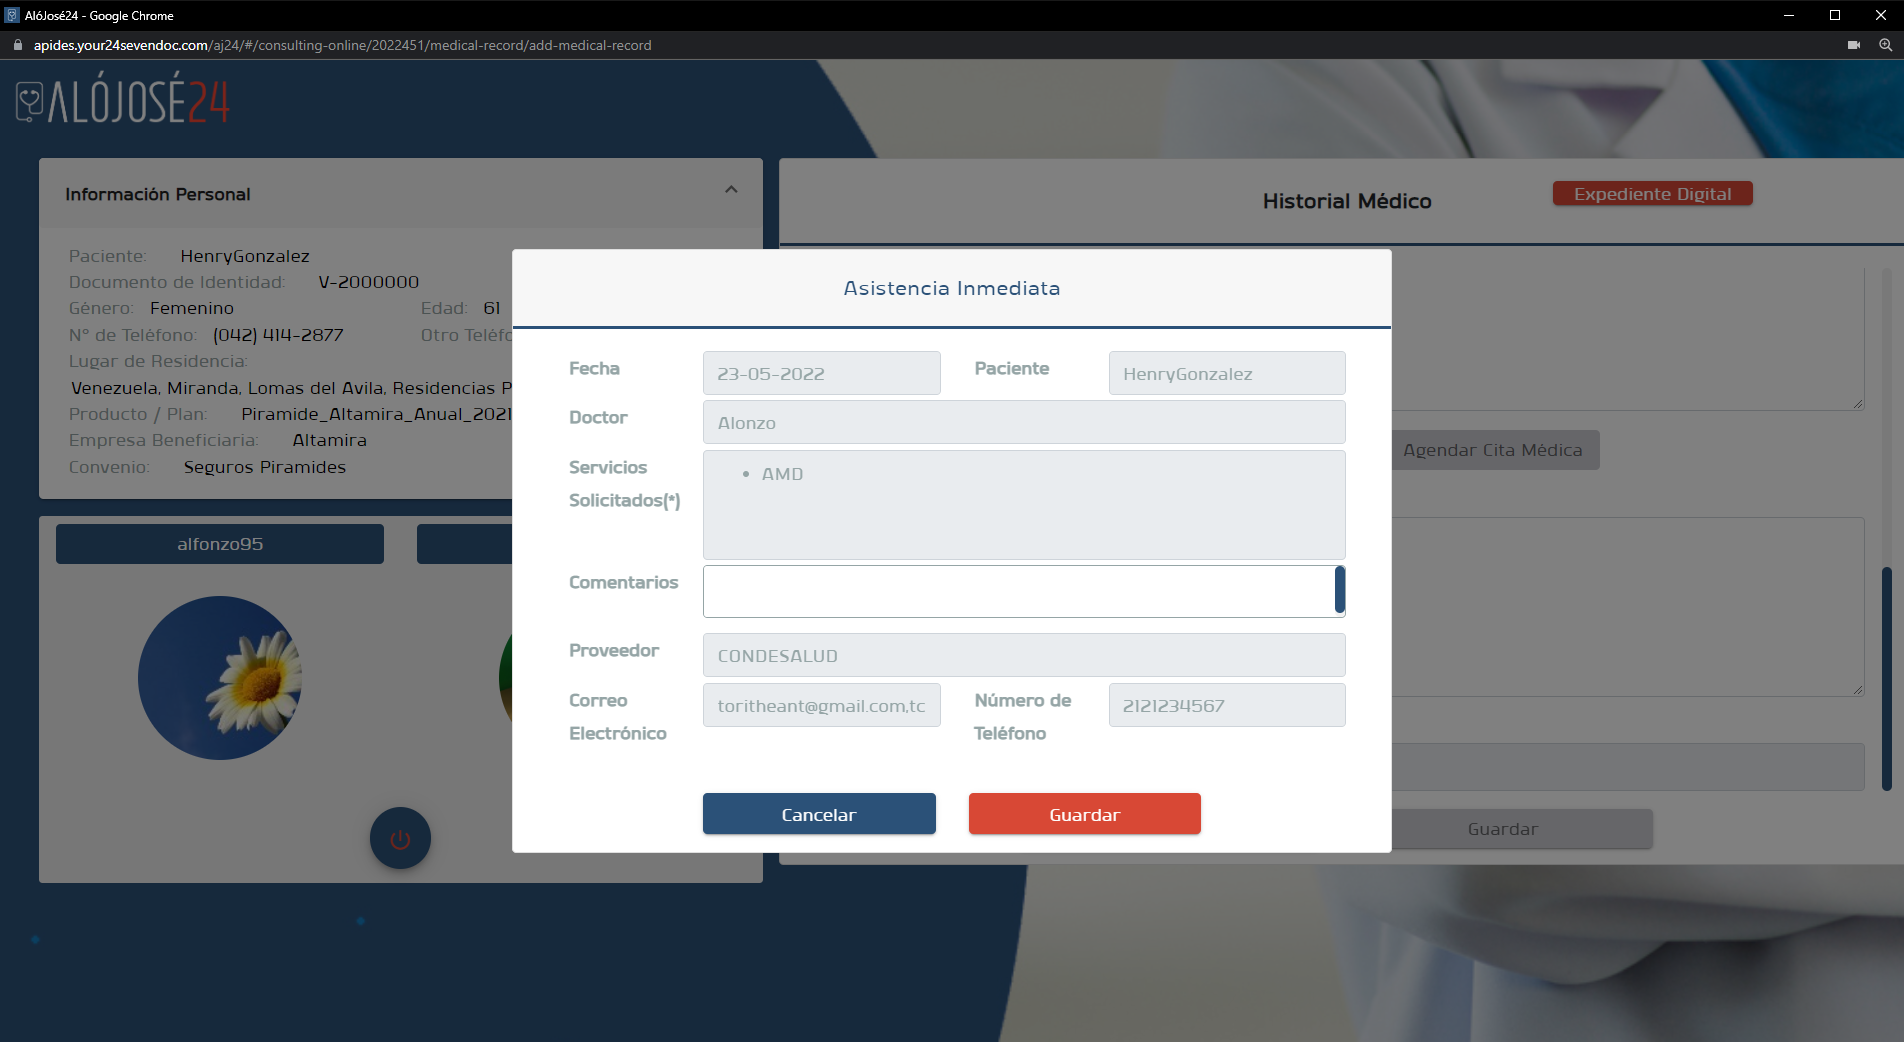 AlóJosé24 - Google Chrome
apides.your24sevendoc.com/aj24/#/consulting-online/2022451/medical-record/add-medical-record
ALÓJOSÉ24
Información Personal
Paciente: HenryGonzalez
Documento de Identidad: V-2000000
Género: Femenino Edad: 61
N° de Teléfono: (042) 414-2877 Otro Teléfo
Lugar de Residencia:
Venezuela, Miranda, Lomas del Avila, Residencias P
Producto / Plan: Piramide_Altamira_Anual_2021
Empresa Beneficiaria: Altamira
Convenio: Seguros Piramides
alfonzo95
Historial Médico
Expediente Digital
Agendar Cita Médica
Guardar
Asistencia Inmediata
Fecha 23-05-2022 Paciente HenryGonzalez
Doctor Alonzo
Servicios Solicitados(*)
• AMD
Comentarios
Proveedor CONDESALUD
Correo Electrónico toritheant@gmail.com,tc Número de Teléfono 2121234567
Cancelar Guardar